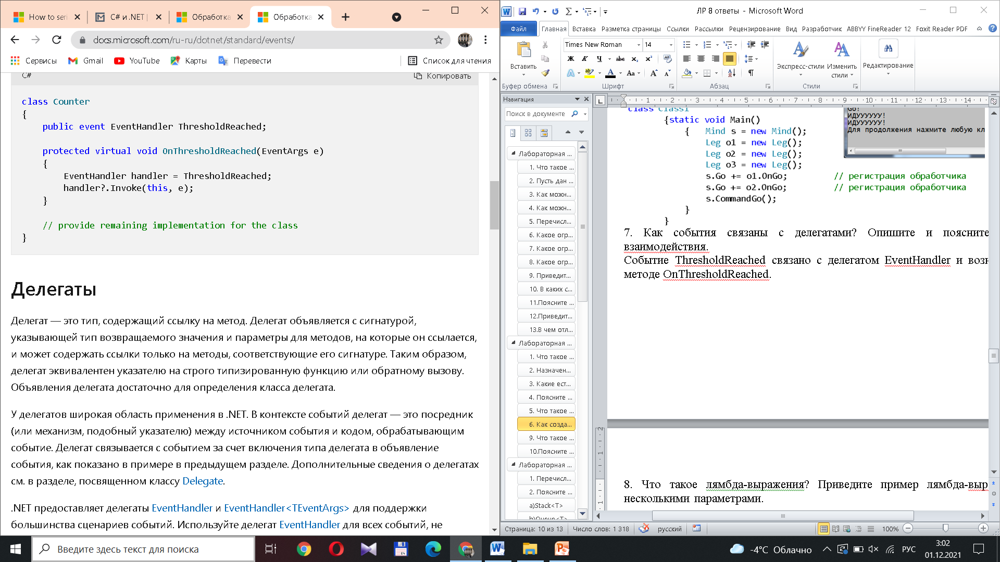 How to seri
C# и .NET |
Обработка
Обработка
docs.microsoft.com/ru-ru/dotnet/standard/events/
Сервисы
Gmail
YouTube
Карты
Перевести
Список для чтения
C#
Копировать
class Counter
{
public event EventHandler ThresholdReached;
protected virtual void OnThresholdReached(EventArgs e)
{
EventHandler handler = ThresholdReached;
handler?.Invoke(this, e);
}
// provide remaining implementation for the class
}
Делегаты
Делегат — это тип, содержащий ссылку на метод. Делегат объявляется с сигнатурой,
указывающей тип возвращаемого значения и параметры для методов, на которые он ссылается,
и может содержать ссылки только на методы, соответствующие его сигнатуре. Таким образом,
делегат эквивалентен указателю на строго типизированную функцию или обратному вызову.
Объявления делегата достаточно для определения класса делегата.
У делегатов широкая область применения в .NET. В контексте событий делегат — это посредник
(или механизм, подобный указателю) между источником события и кодом, обрабатывающим
событие. Делегат связывается с событием за счет включения типа делегата в объявление
события, как показано в примере в предыдущем разделе. Дополнительные сведения о делегатах
см. в разделе, посвященном классу Delegate.
.NET предоставляет делегаты EventHandler и EventHandler<TEventArgs> для поддержки
большинства сценариев событий. Используйте делегат EventHandler для всех событий, не
ЛР 8 ответы - Microsoft Word
Файл
Главная
Вставка
Разметка страницы
Ссылки
Рассылки
Рецензирование
Вид
Разработчик
ABBYY FineReader 12
Foxit Reader PDF
Вставить
Буфер обмена
Times New Roman
14
Ж К Ч abc x₂ x²
Aa
Шрифт
Абзац
Экспресс-стили
Изменить стили
Стили
Редактирование
Навигация
Поиск в документе
Лабораторная ...
1. Что такое ...
2. Пусть дан ...
3. Как можн...
4. Как можн...
5. Перечисл...
6. Какое огр...
7. Какое огр...
8. Какое огр...
9. Приведит...
10. В каких с...
11.Поясните ...
12.Приведит...
13.В чем отл...
Лабораторная ...
1. Что такое ...
2. Назначен...
3. Какие ест...
4. Поясните ...
5. Что такое ...
6. Как созда...
9. Что такое ...
10.Поясните ...
Лабораторная ...
1. Перечисл...
2. Поясните ...
a)Stack<T>
b)Queue<T>
1 2 3 4 5 6 7 8 9 10 11 12 13 14
class Class1
{static void Main()
{ Mind s = new Mind();
Leg o1 = new Leg();
Leg o2 = new Leg();
Leg o3 = new Leg();
s.Go += o1.OnGo; // регистрация обработчика
s.Go += o2.OnGo; // регистрация обработчика
s.CommandGo();
}
}
Go!
ИДУУУУУУ!
ИДУУУУУУ!
Для продолжения нажмите любую кл
7. Как события связаны с делегатами? Опишите и поясните
взаимодействия.
Событие ThresholdReached связано с делегатом EventHandler и возн
методе OnThresholdReached.
8. Что такое лямбда-выражения? Приведите пример лямбда-выр
несколькими параметрами.
Страница: 10 из 13
Число слов: 1 318
русский
100%
Введите здесь текст для поиска
-4°C Облачно
РУС
3:02
01.12.2021